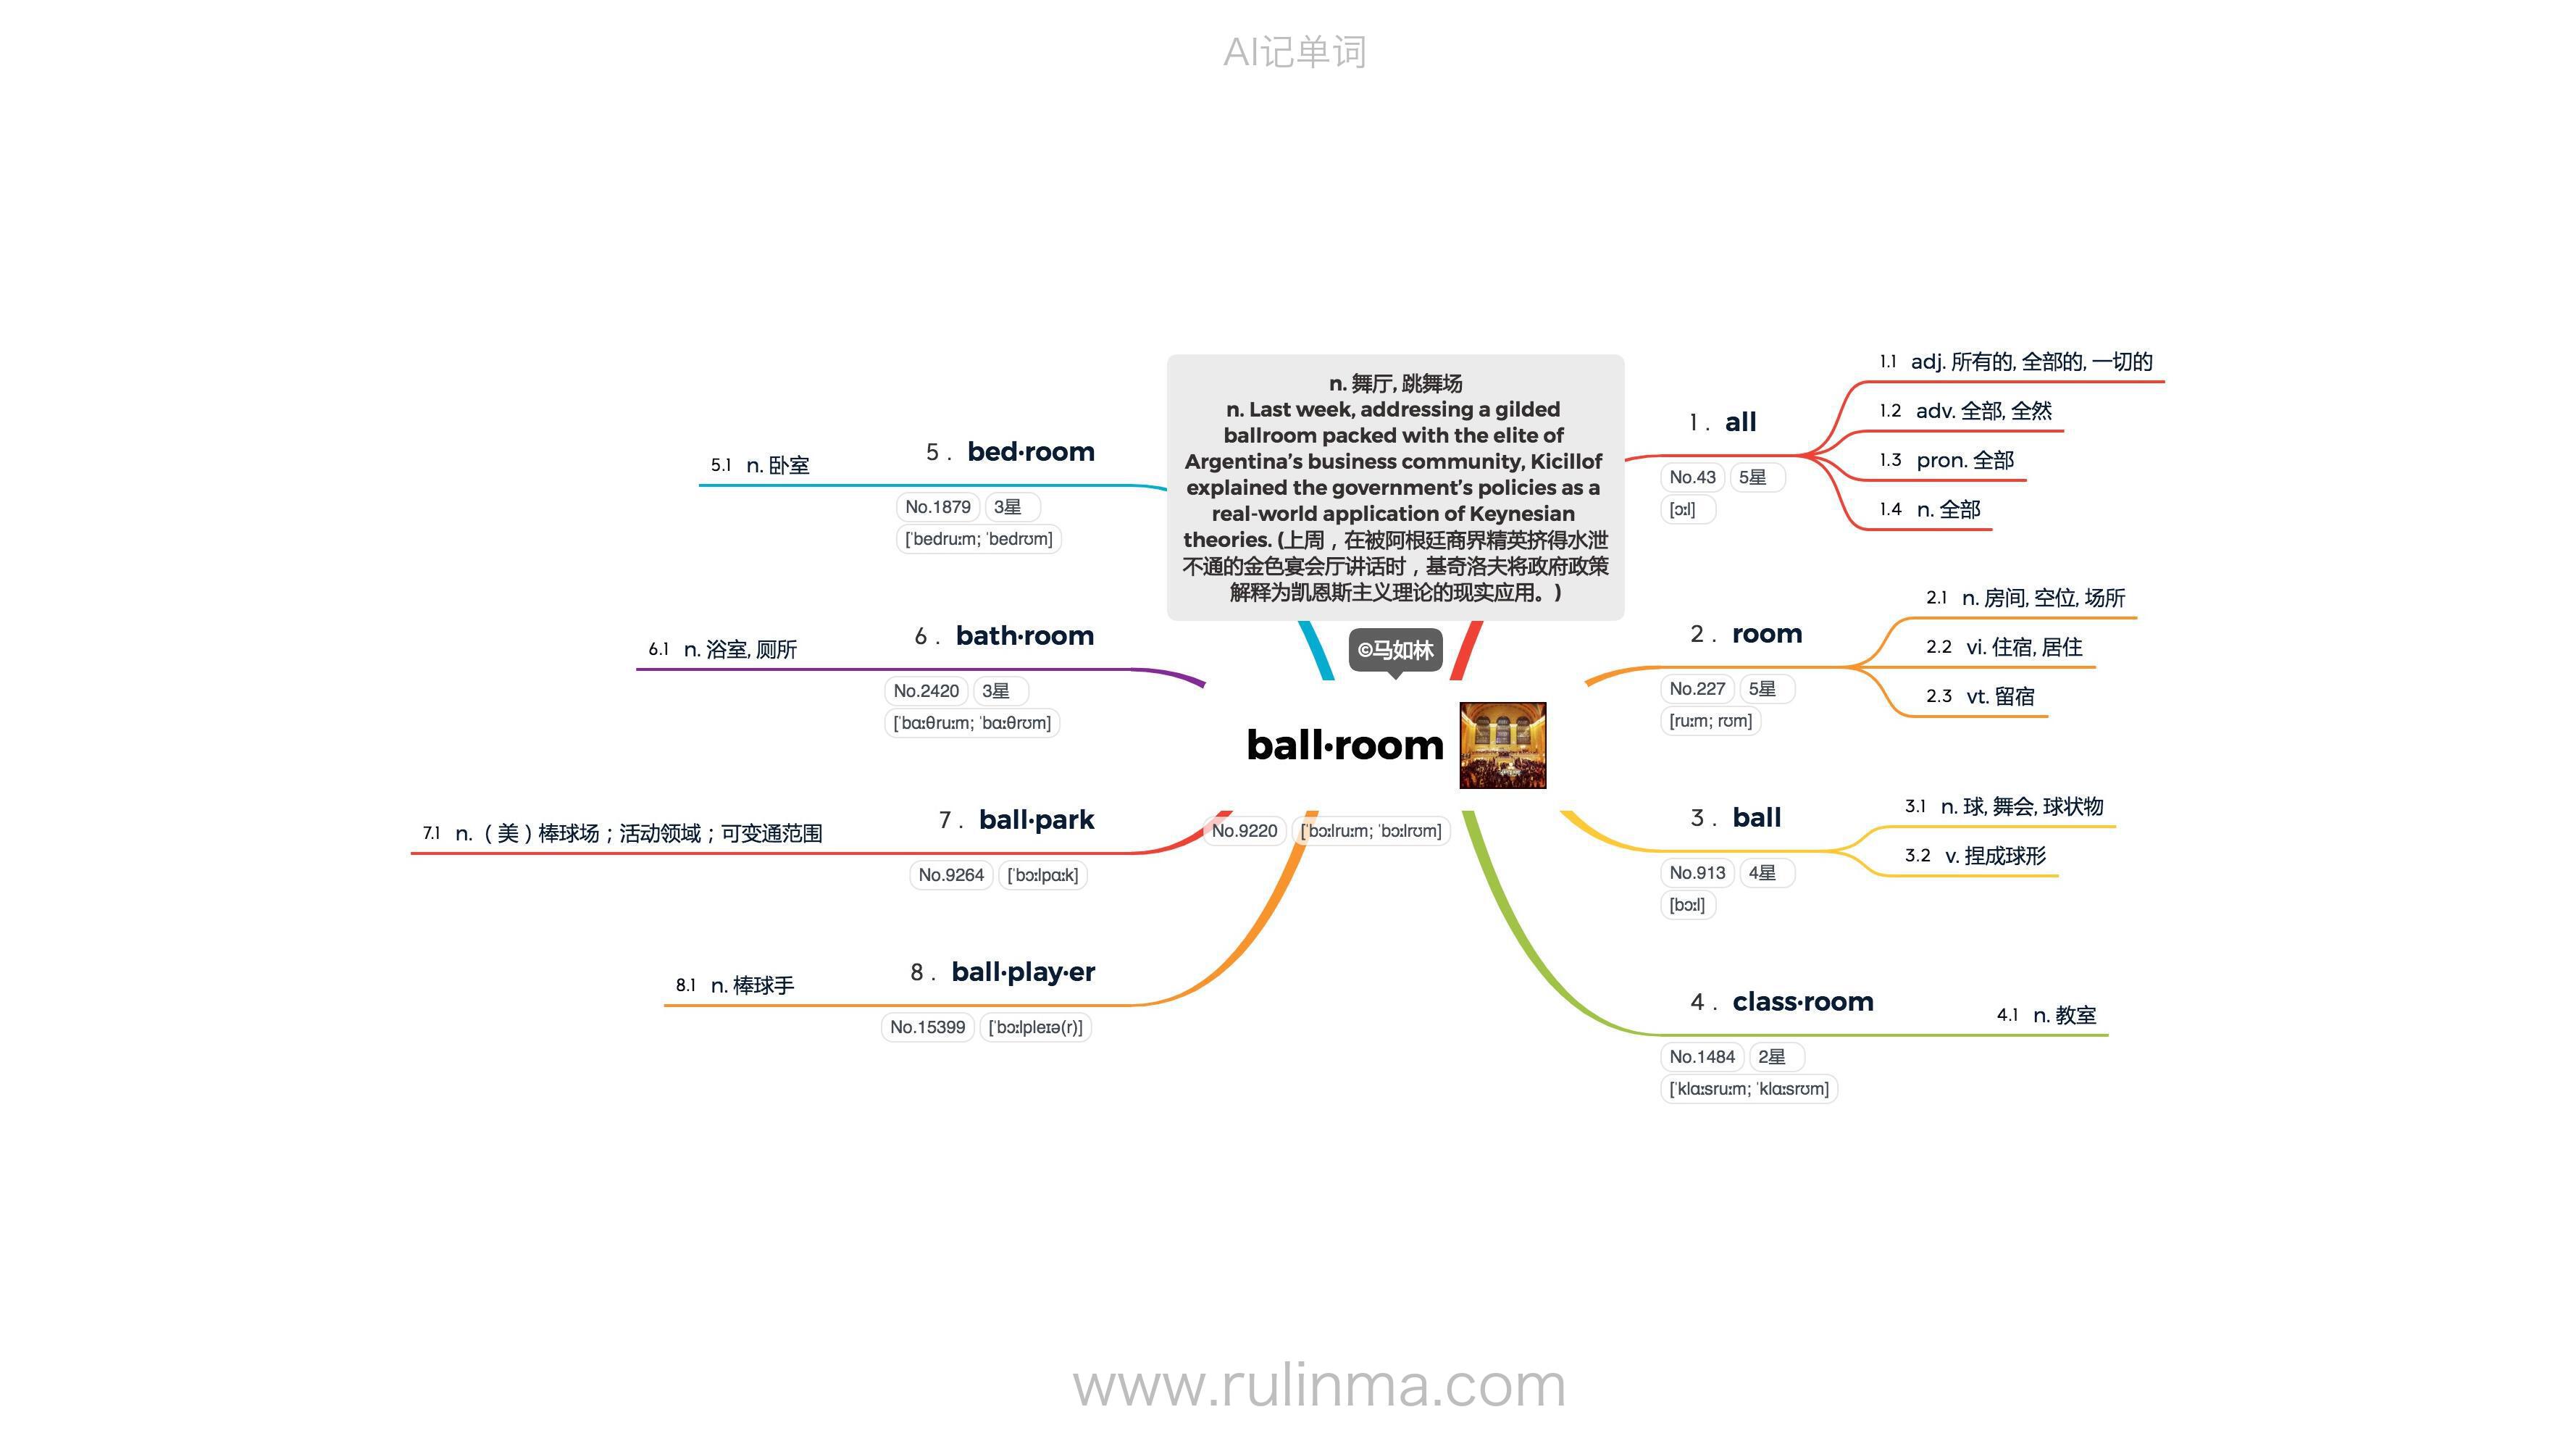 AI记单词
n. 舞厅, 跳舞场
n. Last week, addressing a gilded
ballroom packed with the elite of
Argentina’s business community, Kicillof
explained the government’s policies as a
real-world application of Keynesian
theories. (上周，在被阿根廷商界精英挤得水泄
不通的金色宴会厅讲话时，基奇洛夫将政府政策
解释为凯恩斯主义理论的现实应用。)
©马如林
ball·room
No.9220 [ˈbɔːlruːm; ˈbɔːlrʊm]
1 . all
No.43 5星
[ɔːl]
1.1 adj. 所有的, 全部的, 一切的
1.2 adv. 全部, 全然
1.3 pron. 全部
1.4 n. 全部
2 . room
No.227 5星
[ruːm; rʊm]
2.1 n. 房间, 空位, 场所
2.2 vi. 住宿, 居住
2.3 vt. 留宿
3 . ball
No.913 4星
[bɔːl]
3.1 n. 球, 舞会, 球状物
3.2 v. 捏成球形
4 . class·room
No.1484 2星
[ˈklɑːsruːm; ˈklɑːsrʊm]
4.1 n. 教室
5 . bed·room
No.1879 3星
[ˈbedruːm; ˈbedrʊm]
5.1 n. 卧室
6 . bath·room
No.2420 3星
[ˈbɑːθruːm; ˈbɑːθrʊm]
6.1 n. 浴室, 厕所
7 . ball·park
No.9264 [ˈbɔːlpɑːk]
7.1 n.（美）棒球场；活动领域；可变通范围
8 . ball·play·er
No.15399 [ˈbɔːlpleɪə(r)]
8.1 n. 棒球手
www.rulinma.com